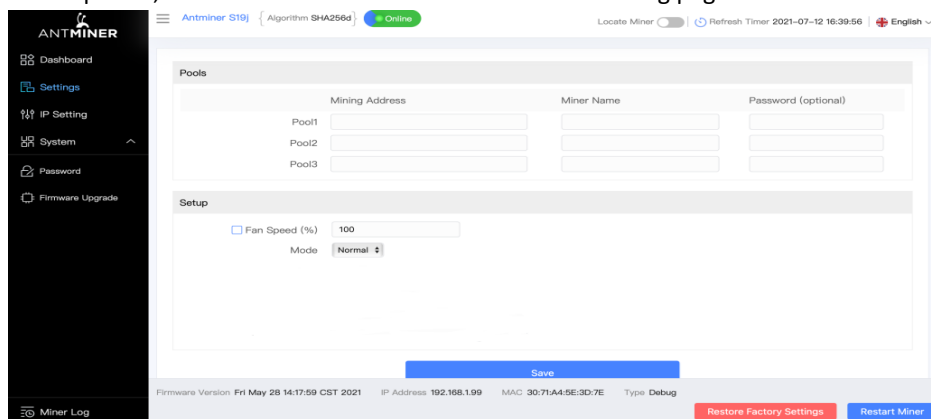 Antminer S19j { Algorithm SHA256d } Online Locate Miner Refresh Timer 2021-07-12 16:39:56 English
ANTMINER
Dashboard
Settings
IP Setting
System
Password
Firmware Upgrade
Miner Log
Pools
Mining Address Miner Name Password (optional)
Pool1
Pool2
Pool3
Setup
Fan Speed (%) 100
Mode Normal
Save
Firmware Version Fri May 28 14:17:59 CST 2021 IP Address 192.168.1.99 MAC 30:71:A4:5E:3D:7E Type Debug
Restore Factory Settings Restart Miner